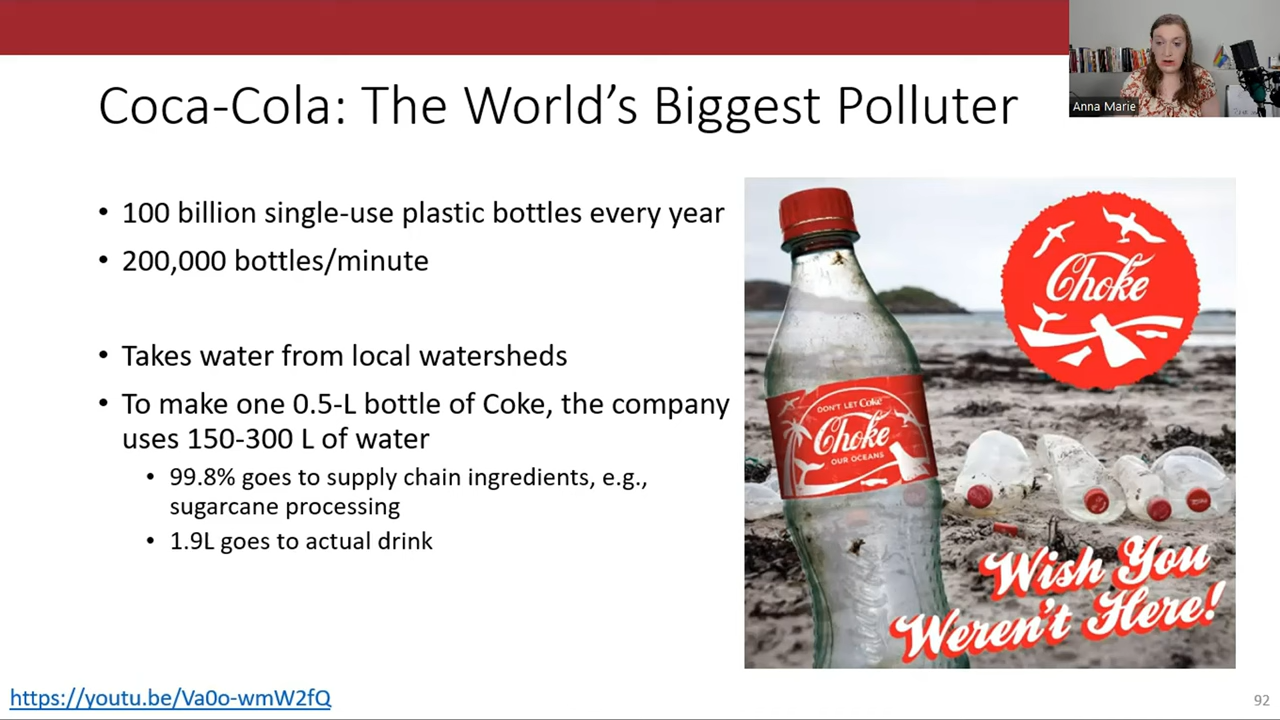 Anna Marie
Coca-Cola: The World's Biggest Polluter
• 100 billion single-use plastic bottles every year
• 200,000 bottles/minute
• Takes water from local watersheds
• To make one 0.5-L bottle of Coke, the company
uses 150-300 L of water
• 99.8% goes to supply chain ingredients, e.g.,
sugarcane processing
• 1.9L goes to actual drink
Choke
DON'T LET Coke
Choke
OUR OCEANS
Wish You
Weren't Here!
https://youtu.be/Va0o-wmW2fQ
92